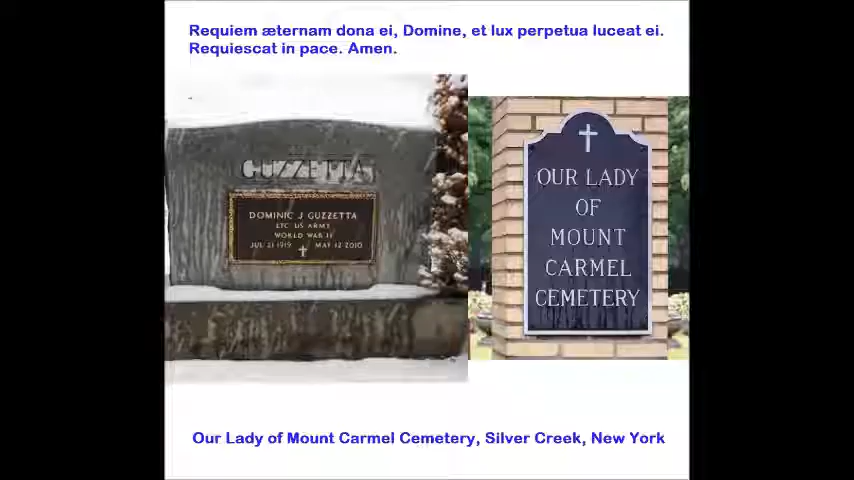 Requiem æternam dona ei, Domine, et lux perpetua luceat ei.
Requiescat in pace. Amen.
GUZZETTA
DOMINIC J GUZZETTA
LTC US ARMY
WORLD WAR II
JUL 21 1919 MAY 12 2010
OUR LADY
OF
MOUNT
CARMEL
CEMETERY
Our Lady of Mount Carmel Cemetery, Silver Creek, New York